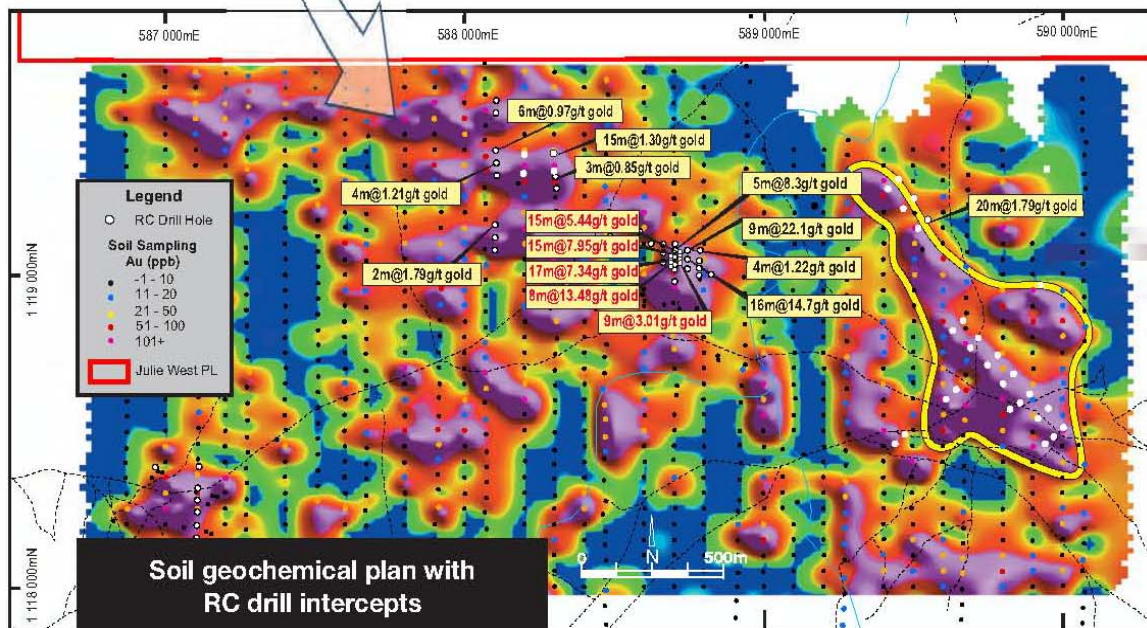 587 000mE
588 000mE
589 000mE
590 000mE
6m@0.97g/t gold
15m@1.30g/t gold
3m@0.85g/t gold
4m@1.21g/t gold
5m@8.3g/t gold
20m@1.79g/t gold
15m@5.44g/t gold
9m@22.1g/t gold
15m@7.95g/t gold
2m@1.79g/t gold
17m@7.34g/t gold
4m@1.22g/t gold
8m@13.48g/t gold
16m@14.7g/t gold
9m@3.01g/t gold
Legend
RC Drill Hole
Soil Sampling
Au (ppb)
-1 - 10
11 - 20
21 - 50
51 - 100
101+
Julie West PL
1 119 000mN
1 118 000mN
0
N
500m
Soil geochemical plan with
RC drill intercepts